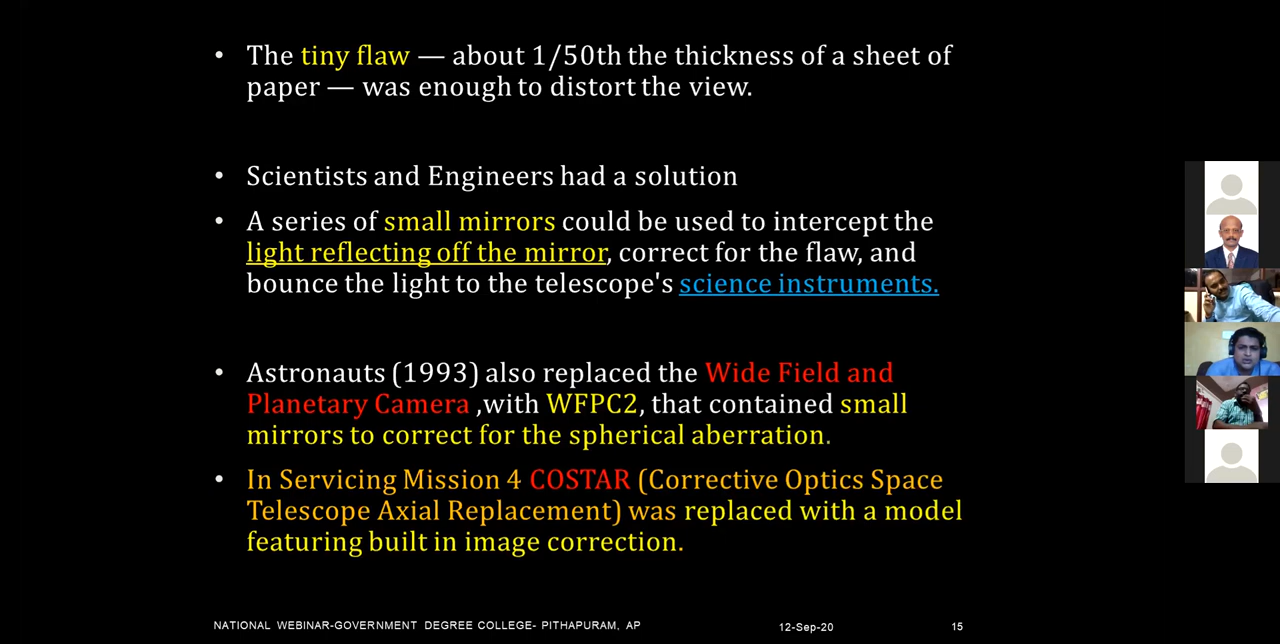 • The tiny flaw — about 1/50th the thickness of a sheet of
paper — was enough to distort the view.
• Scientists and Engineers had a solution
• A series of small mirrors could be used to intercept the
light reflecting off the mirror, correct for the flaw, and
bounce the light to the telescope's science instruments.
• Astronauts (1993) also replaced the Wide Field and
Planetary Camera ,with WFPC2, that contained small
mirrors to correct for the spherical aberration.
• In Servicing Mission 4 COSTAR (Corrective Optics Space
Telescope Axial Replacement) was replaced with a model
featuring built in image correction.
NATIONAL WEBINAR-GOVERNMENT DEGREE COLLEGE- PITHAPURAM, AP 12-Sep-20 15